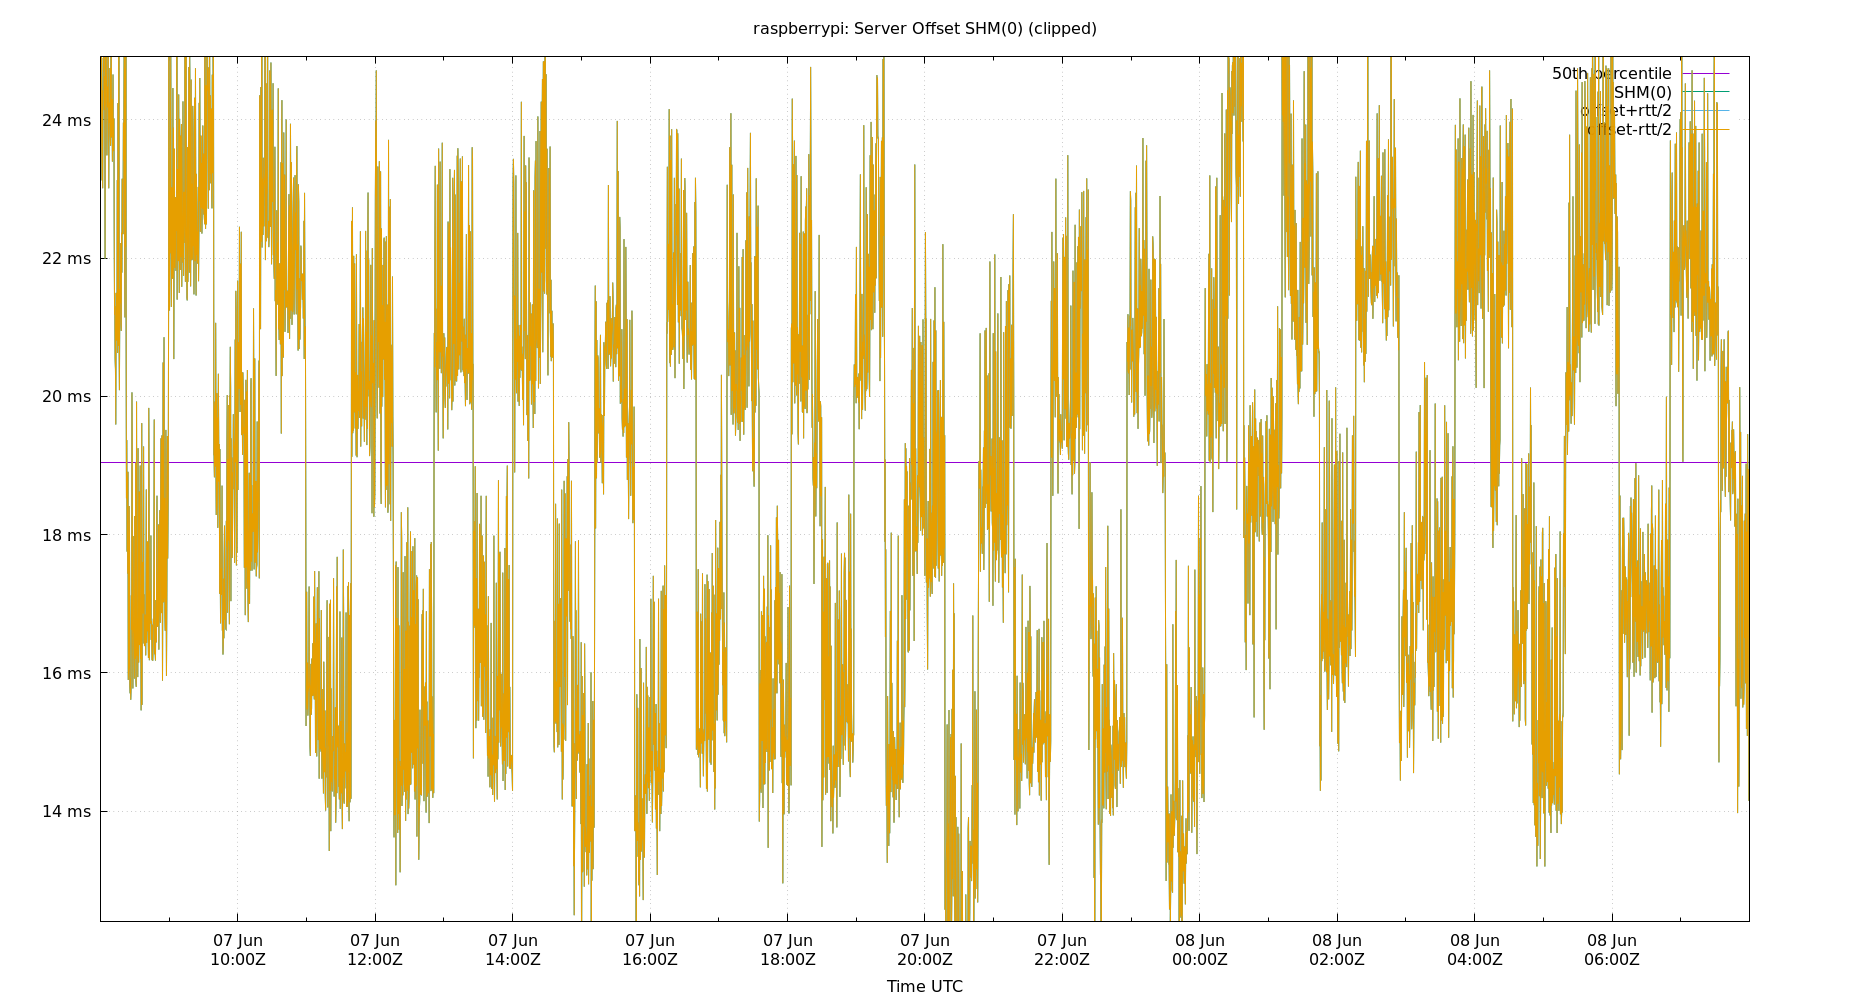 raspberrypi: Server Offset SHM(0) (clipped)
50th percentile
SHM(0)
offset+rtt/2
offset-rtt/2
24 ms
22 ms
20 ms
18 ms
16 ms
14 ms
07 Jun 07 Jun 07 Jun 07 Jun 07 Jun 07 Jun 07 Jun 08 Jun 08 Jun 08 Jun 08 Jun
10:00Z 12:00Z 14:00Z 16:00Z 18:00Z 20:00Z 22:00Z 00:00Z 02:00Z 04:00Z 06:00Z
Time UTC